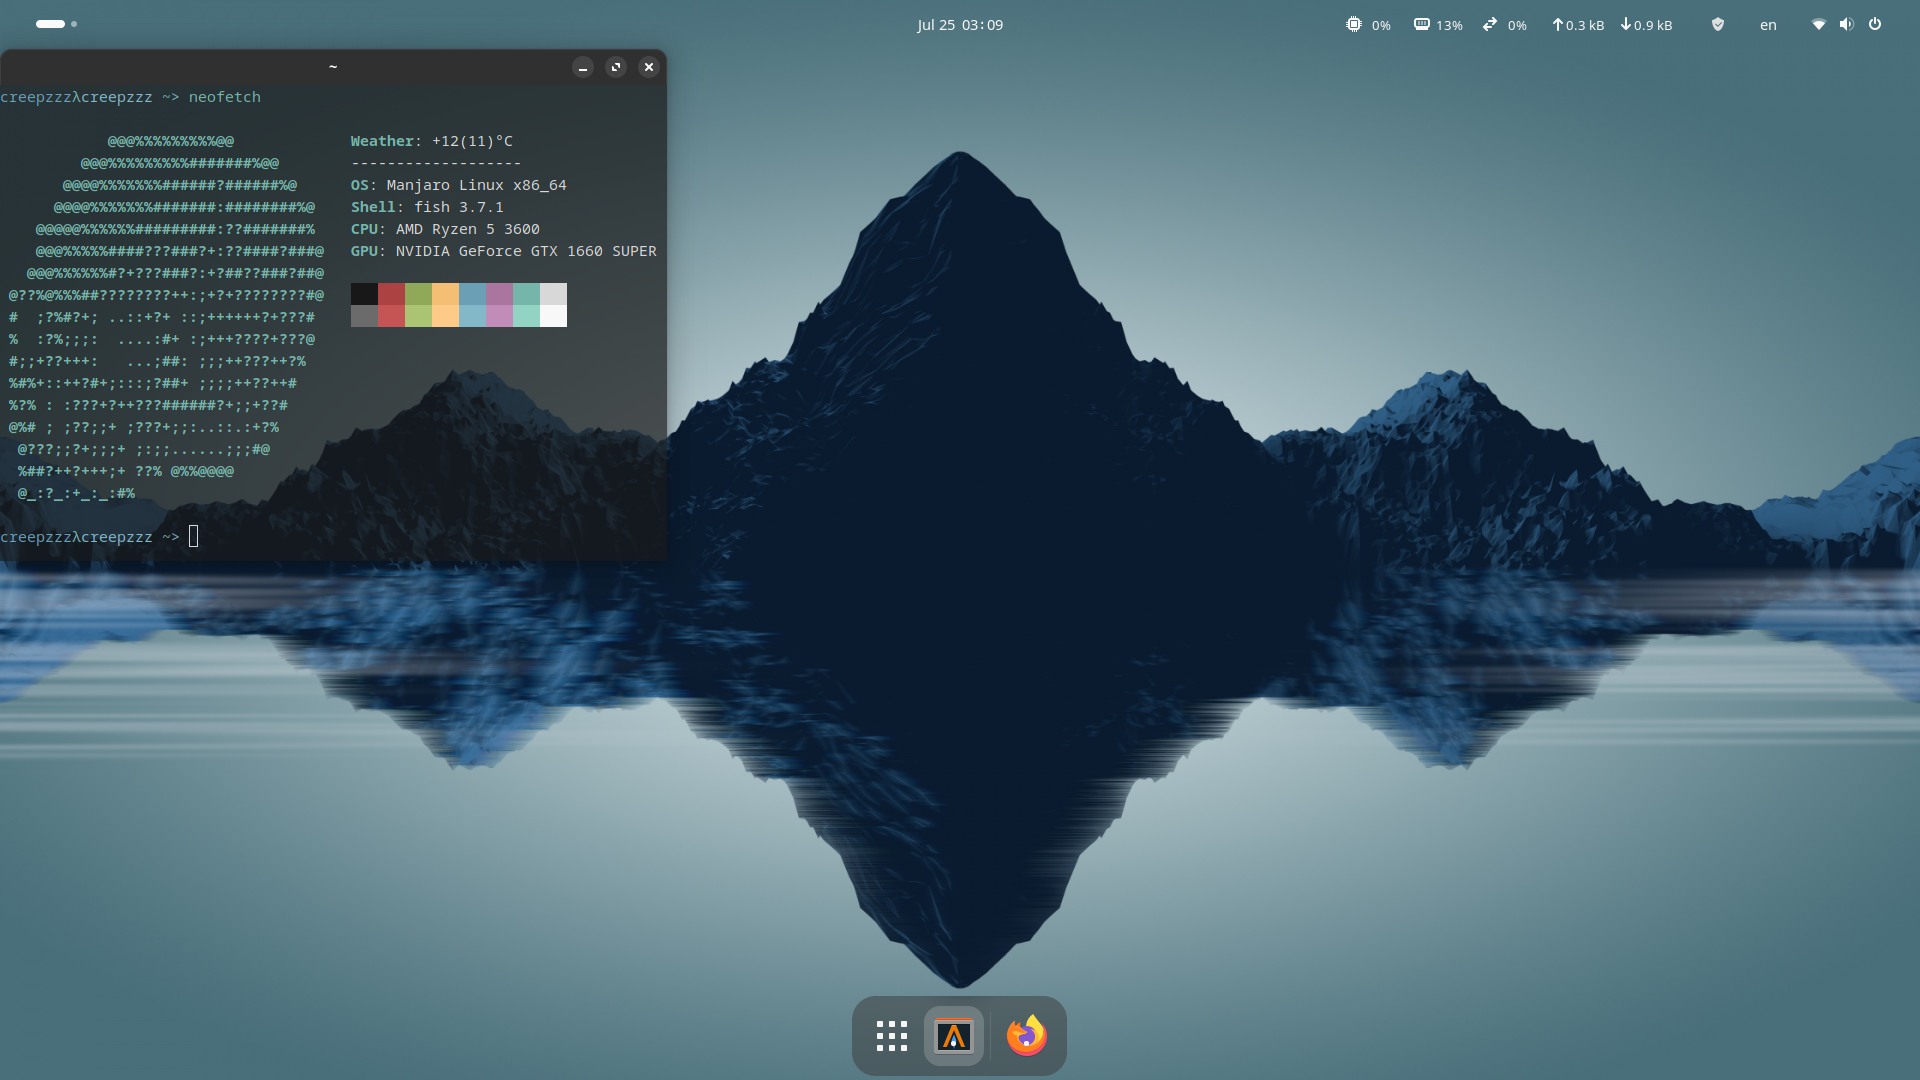 Jul 25 03:09
0% 13% 0% 0.3 kB 0.9 kB en
~
creepzzzλcreepzzz ~> neofetch
            @@@%%%%%%%%%@@
         @@@%%%%%%%%%#######%@@
       @@@@%%%%%%%######?######%@
      @@@@%%%%%%%#######:########%@
    @@@@@%%%%%%#########:??#######%
    @@@%%%%%####???###?+:??####?###@
   @@@%%%%%%#?+???###?:+?##??###?##@
 @??%@%%%##????????++:;+?+????????#@
 #  ;?%#?+; ..::+?+ ::;++++++?+???#
 %  :?%;;;:  ....:#+ :;+++????+???@
 #;;+??+++:   ...;##: ;;;++???++?%
 %#%+::++?#+;:::;?##+ ;;;;++??++#
 %?% : :???+?++???######?+;;+??#
 @%# ; ;??;;+ ;???+;;:..::.:+?%
  @???;;?+;;;+ ;:;;......;;;#@
  %##?++?+++;+ ??% @%%@@@@
  @_:?_:+_:_:#%
Weather: +12(11)°C
-------------------
OS: Manjaro Linux x86_64
Shell: fish 3.7.1
CPU: AMD Ryzen 5 3600
GPU: NVIDIA GeForce GTX 1660 SUPER
creepzzzλcreepzzz ~>